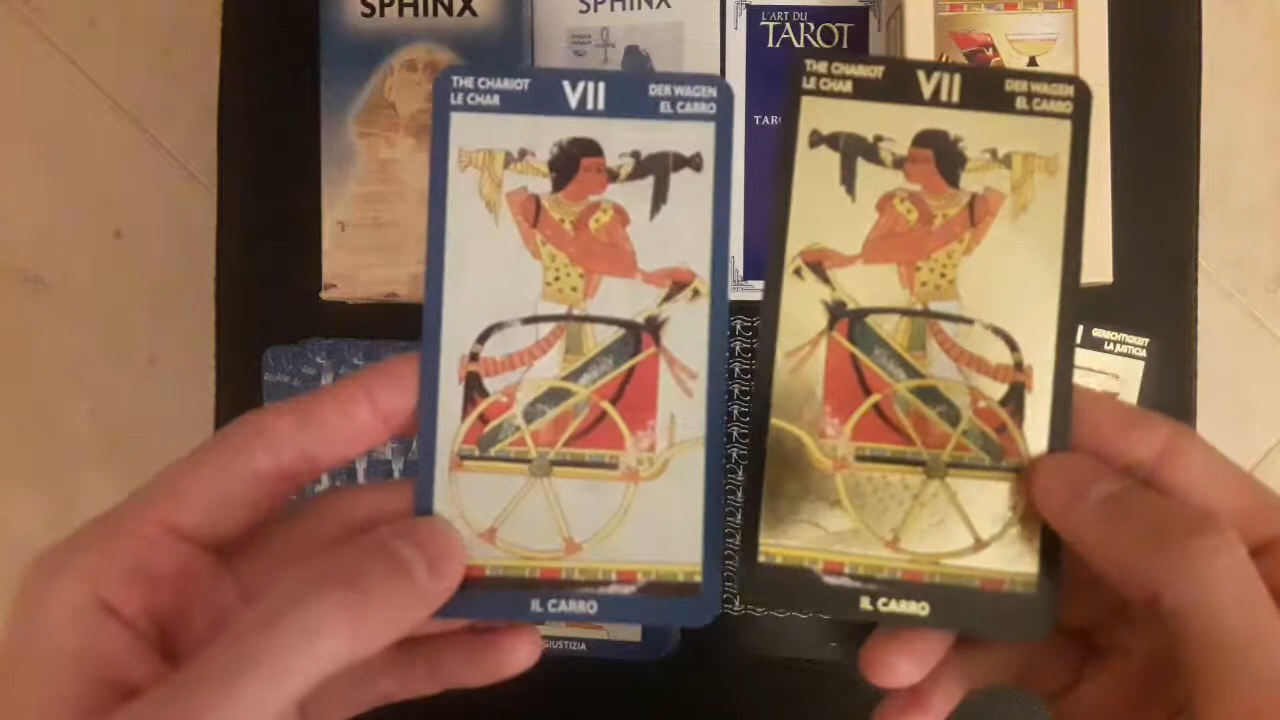 SPHINX
SPHINX
L'ART DU
TAROT
THE CHARIOT
LE CHAR
VII
DER WAGEN
EL CARRO
IL CARRO
THE CHARIOT
LE CHAR
VII
DER WAGEN
EL CARRO
IL CARRO
GERECHTIGKEIT
LA JUSTICIA
GIUSTIZIA